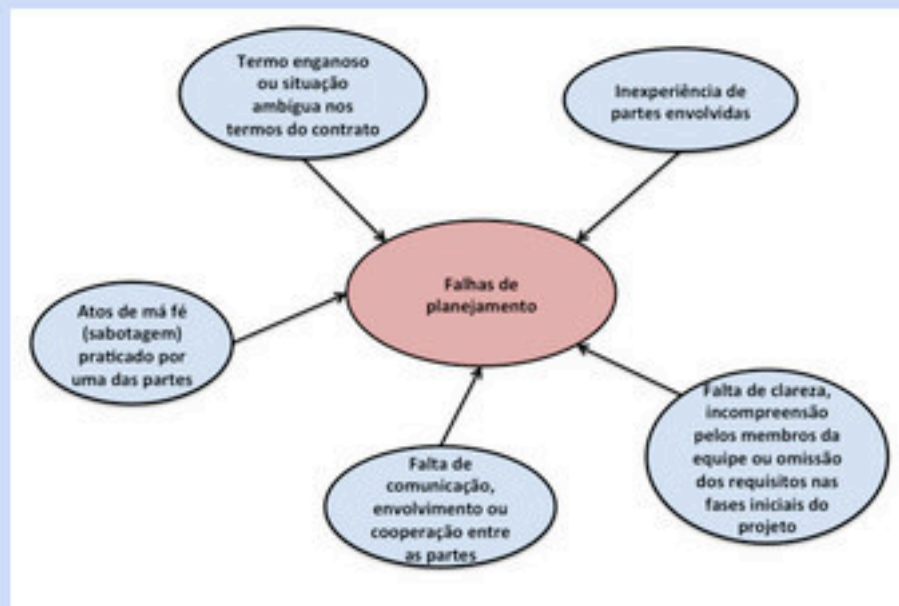 Termo enganoso
ou situação
ambígua nos
termos do contrato
Inexperiência de
partes envolvidas
Falhas de
planejamento
Atos de má fé
(sabotagem)
praticado por
uma das partes
Falta de
comunicação,
envolvimento ou
cooperação entre
as partes
Falta de clareza,
incompreensão
pelos membros da
equipe ou omissão
dos requisitos nas
fases iniciais do
projeto